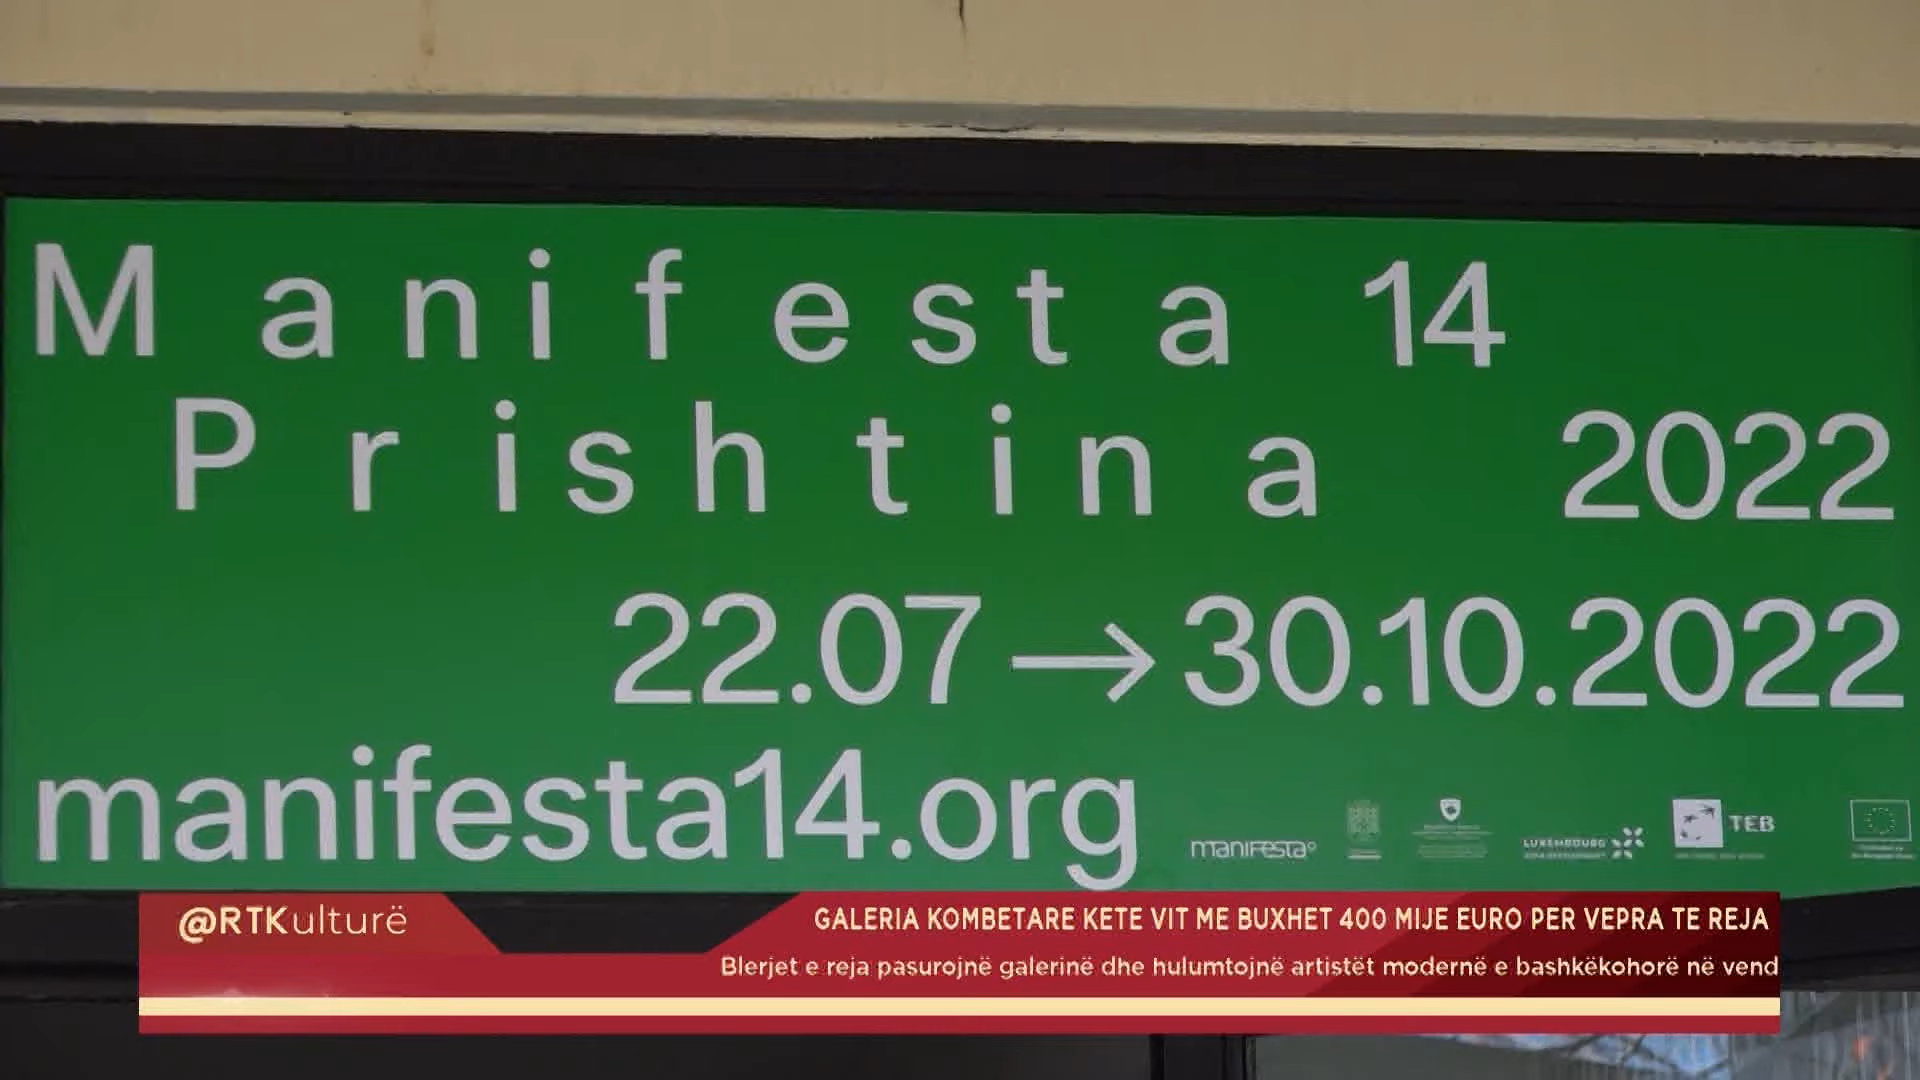 Manifesta 14
Prishtina 2022
22.07→30.10.2022
manifesta14.org
manifesta
LUXEMBOURG
TEB
@RTKulturë
GALERIA KOMBETARE KETE VIT ME BUXHET 400 MIJE EURO PER VEPRA TE REJA
Blerjet e reja pasurojnë galerinë dhe hulumtojnë artistët modernë e bashkëkohorë në vend